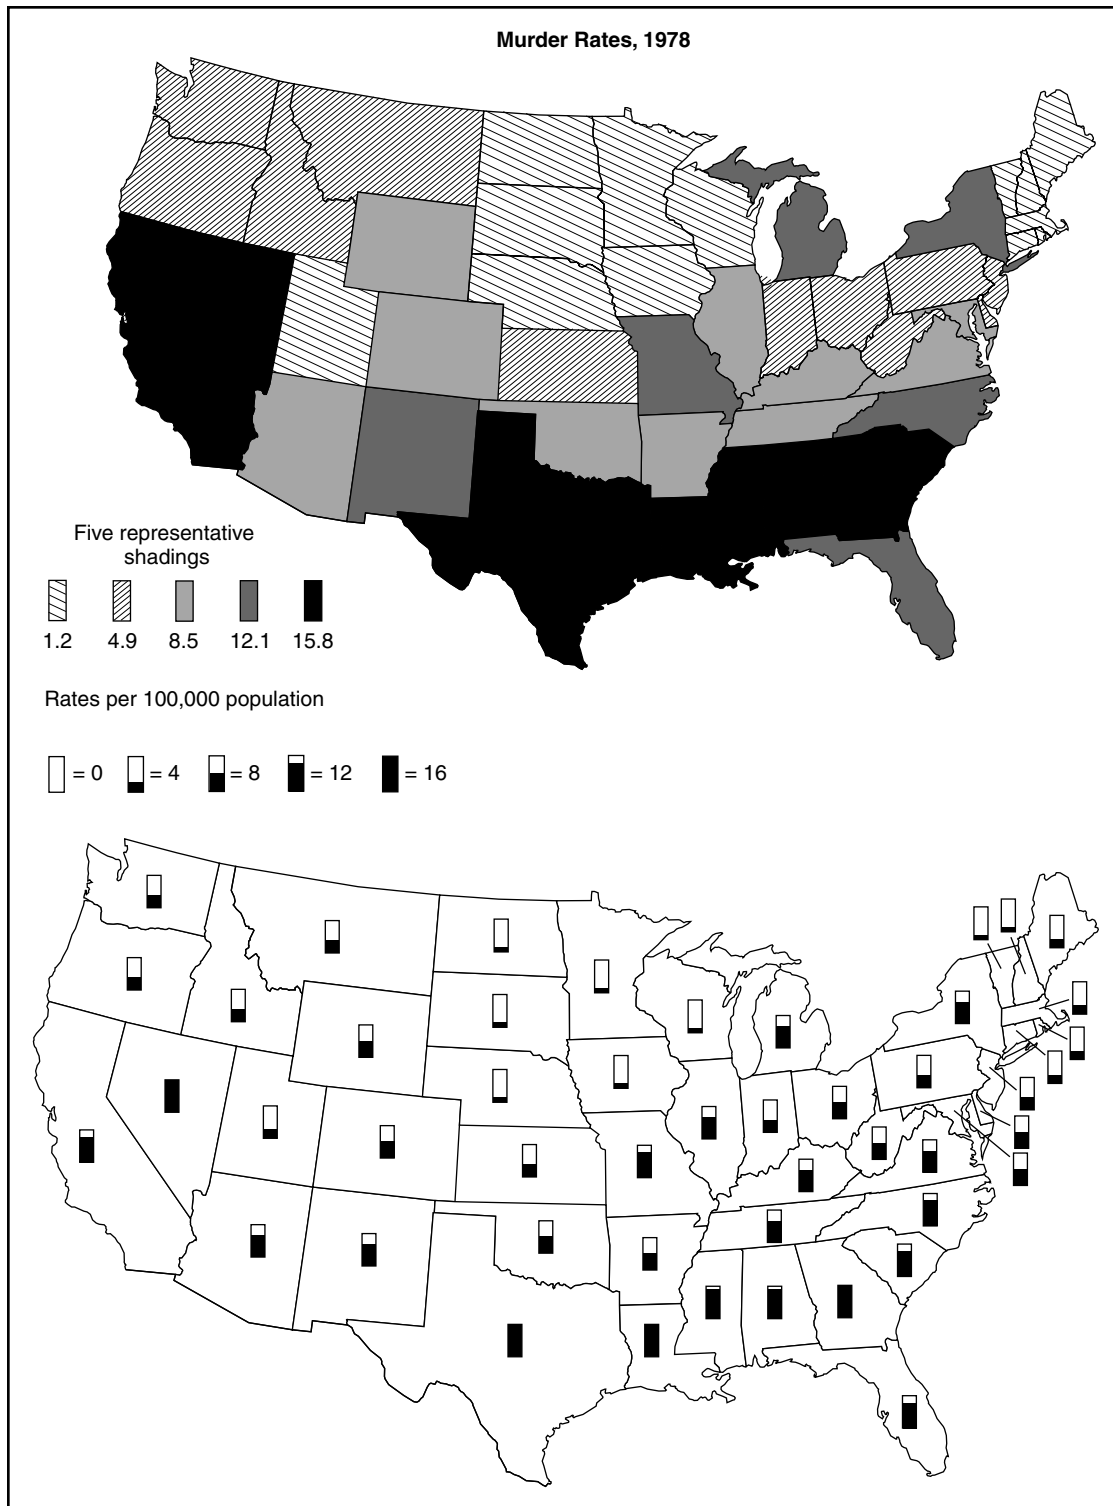 Murder Rates, 1978
Five representative
shadings
1.2 4.9 8.5 12.1 15.8
Rates per 100,000 population
= 0 = 4 = 8 = 12 = 16